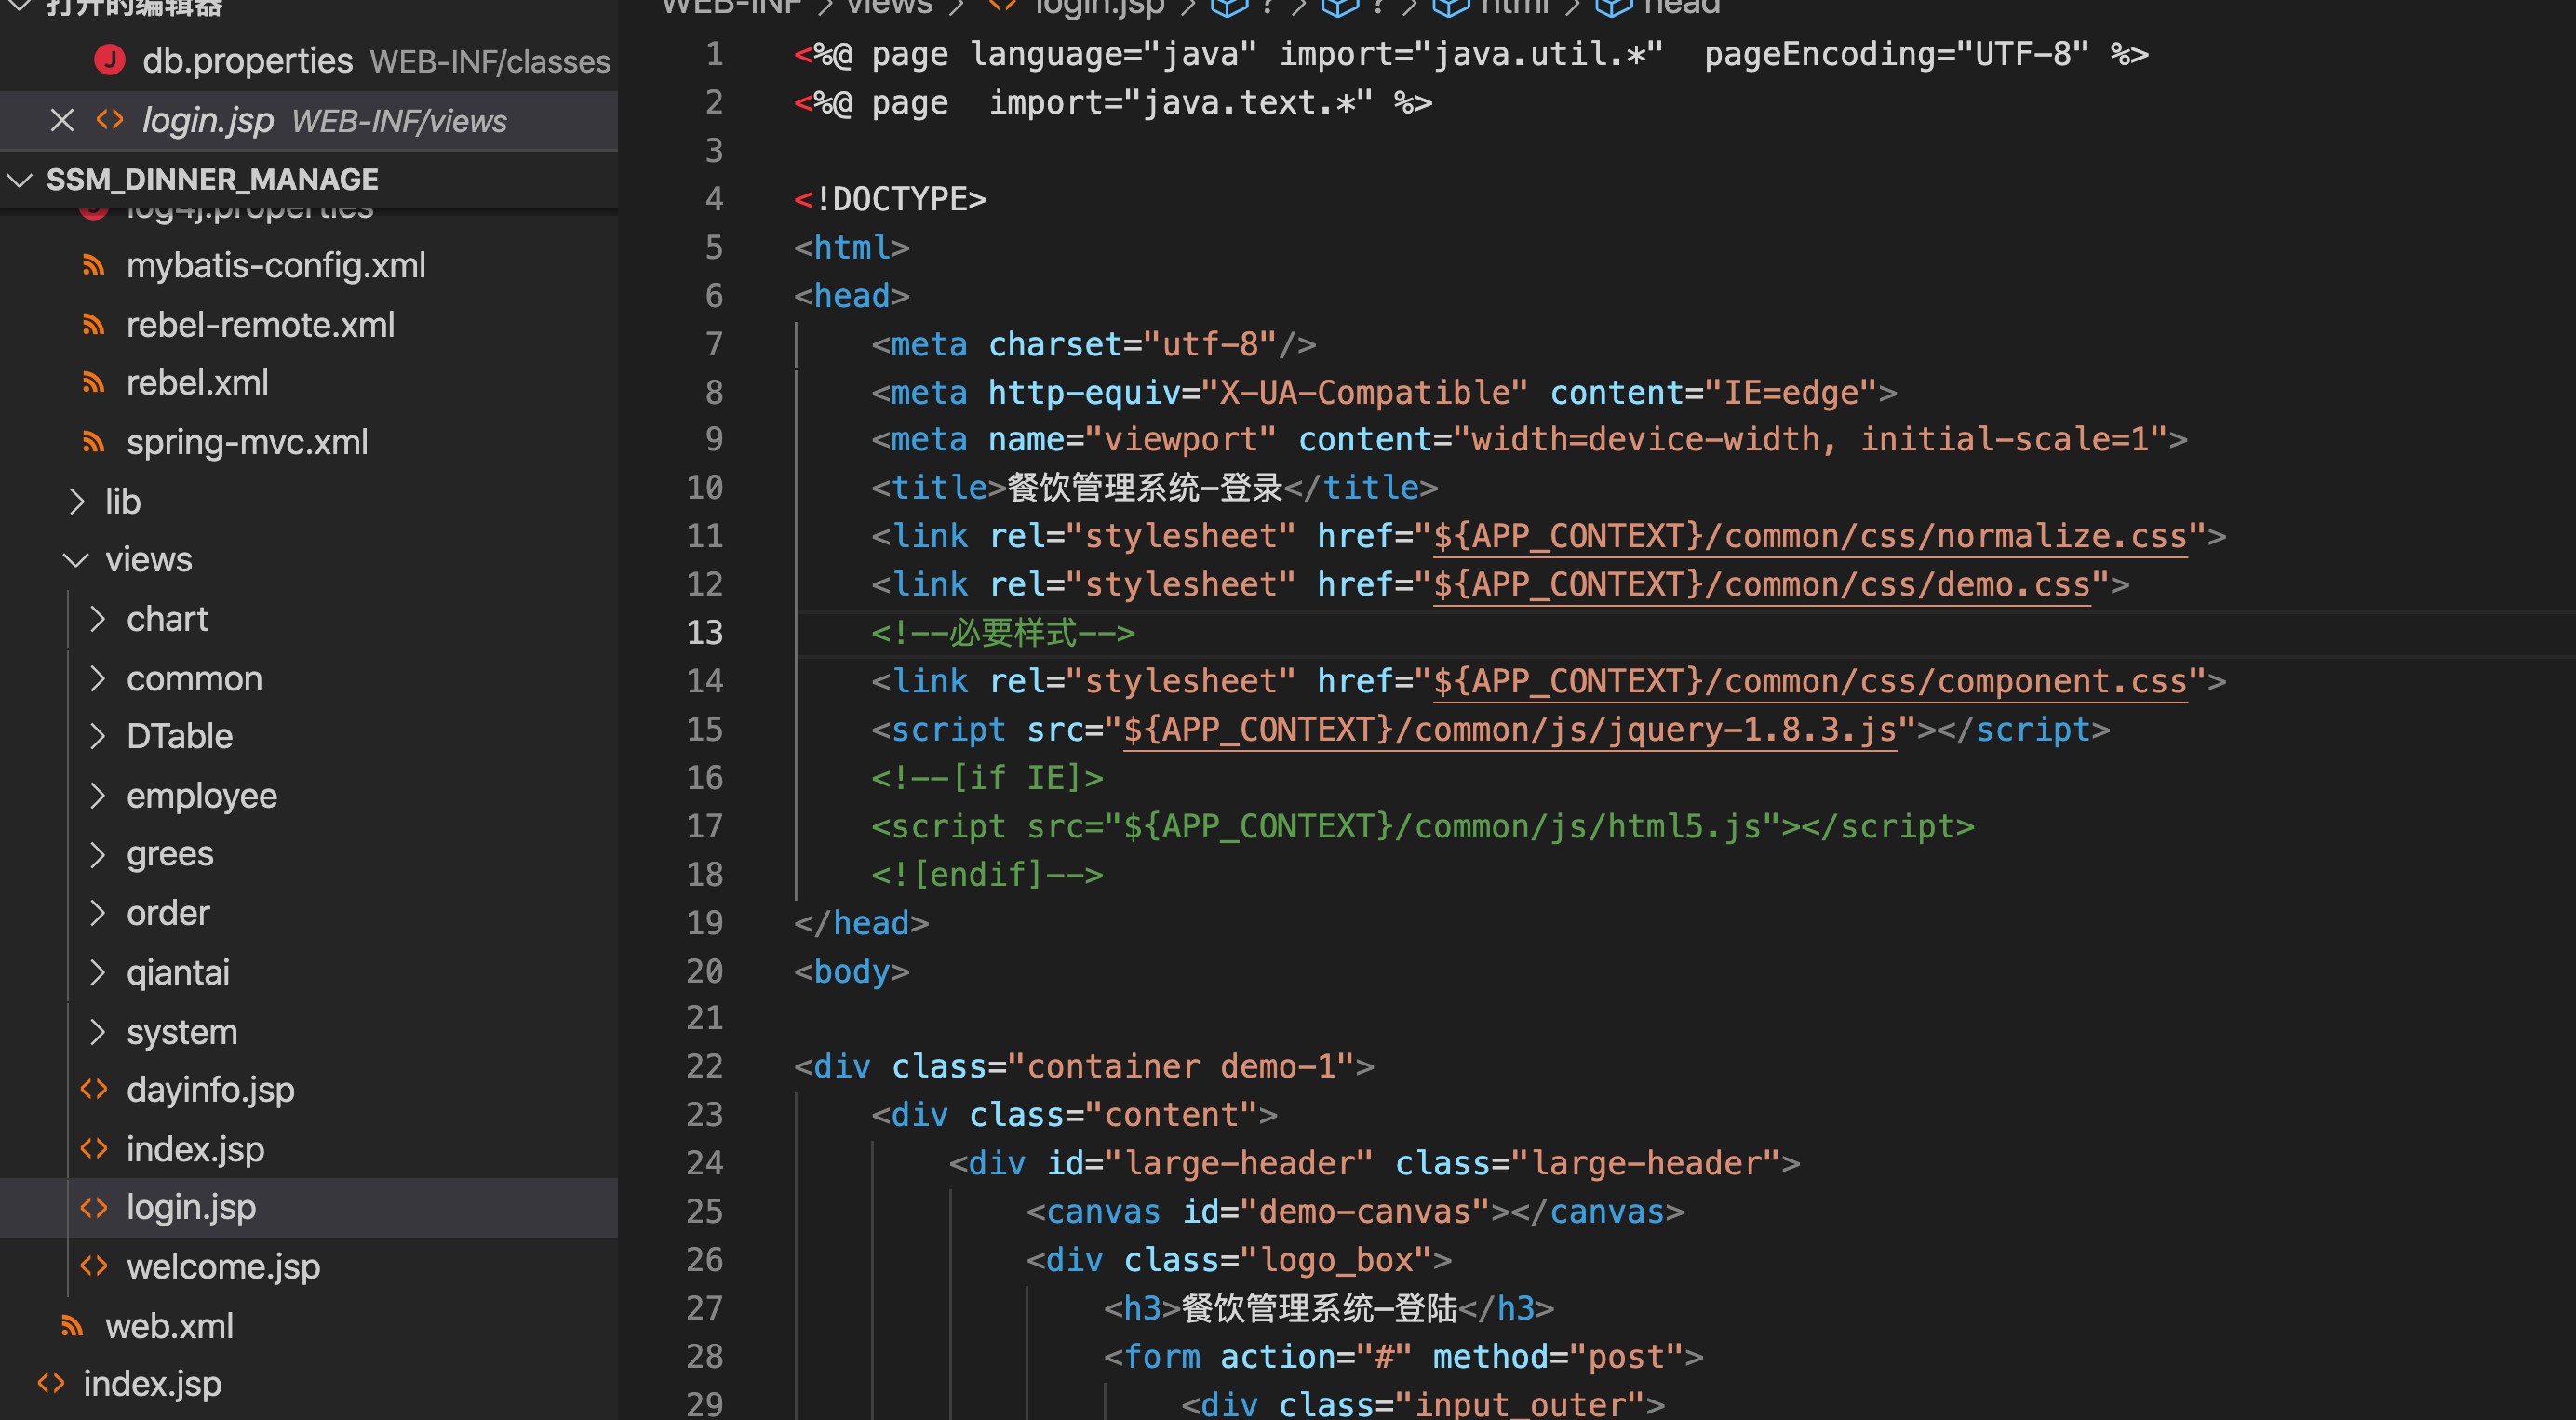 打开的编辑器
db.properties WEB-INF/classes
login.jsp WEB-INF/views
SSM_DINNER_MANAGE
log4j.properties
mybatis-config.xml
rebel-remote.xml
rebel.xml
spring-mvc.xml
lib
views
chart
common
DTable
employee
grees
order
qiantai
system
dayinfo.jsp
index.jsp
login.jsp
welcome.jsp
web.xml
index.jsp
WEB-INF > views > <> login.jsp > ? > ? > html > head
1 <%@ page language="java" import="java.util.*"  pageEncoding="UTF-8" %>
2 <%@ page  import="java.text.*" %>
3
4 <!DOCTYPE>
5 <html>
6 <head>
7     <meta charset="utf-8"/>
8     <meta http-equiv="X-UA-Compatible" content="IE=edge">
9     <meta name="viewport" content="width=device-width, initial-scale=1">
10     <title>餐饮管理系统-登录</title>
11     <link rel="stylesheet" href="${APP_CONTEXT}/common/css/normalize.css">
12     <link rel="stylesheet" href="${APP_CONTEXT}/common/css/demo.css">
13     <!--必要样式-->
14     <link rel="stylesheet" href="${APP_CONTEXT}/common/css/component.css">
15     <script src="${APP_CONTEXT}/common/js/jquery-1.8.3.js"></script>
16     <!--[if IE]>
17     <script src="${APP_CONTEXT}/common/js/html5.js"></script>
18     <![endif]-->
19 </head>
20 <body>
21
22 <div class="container demo-1">
23     <div class="content">
24         <div id="large-header" class="large-header">
25             <canvas id="demo-canvas"></canvas>
26             <div class="logo_box">
27                 <h3>餐饮管理系统—登陆</h3>
28                 <form action="#" method="post">
29                     <div class="input_outer">